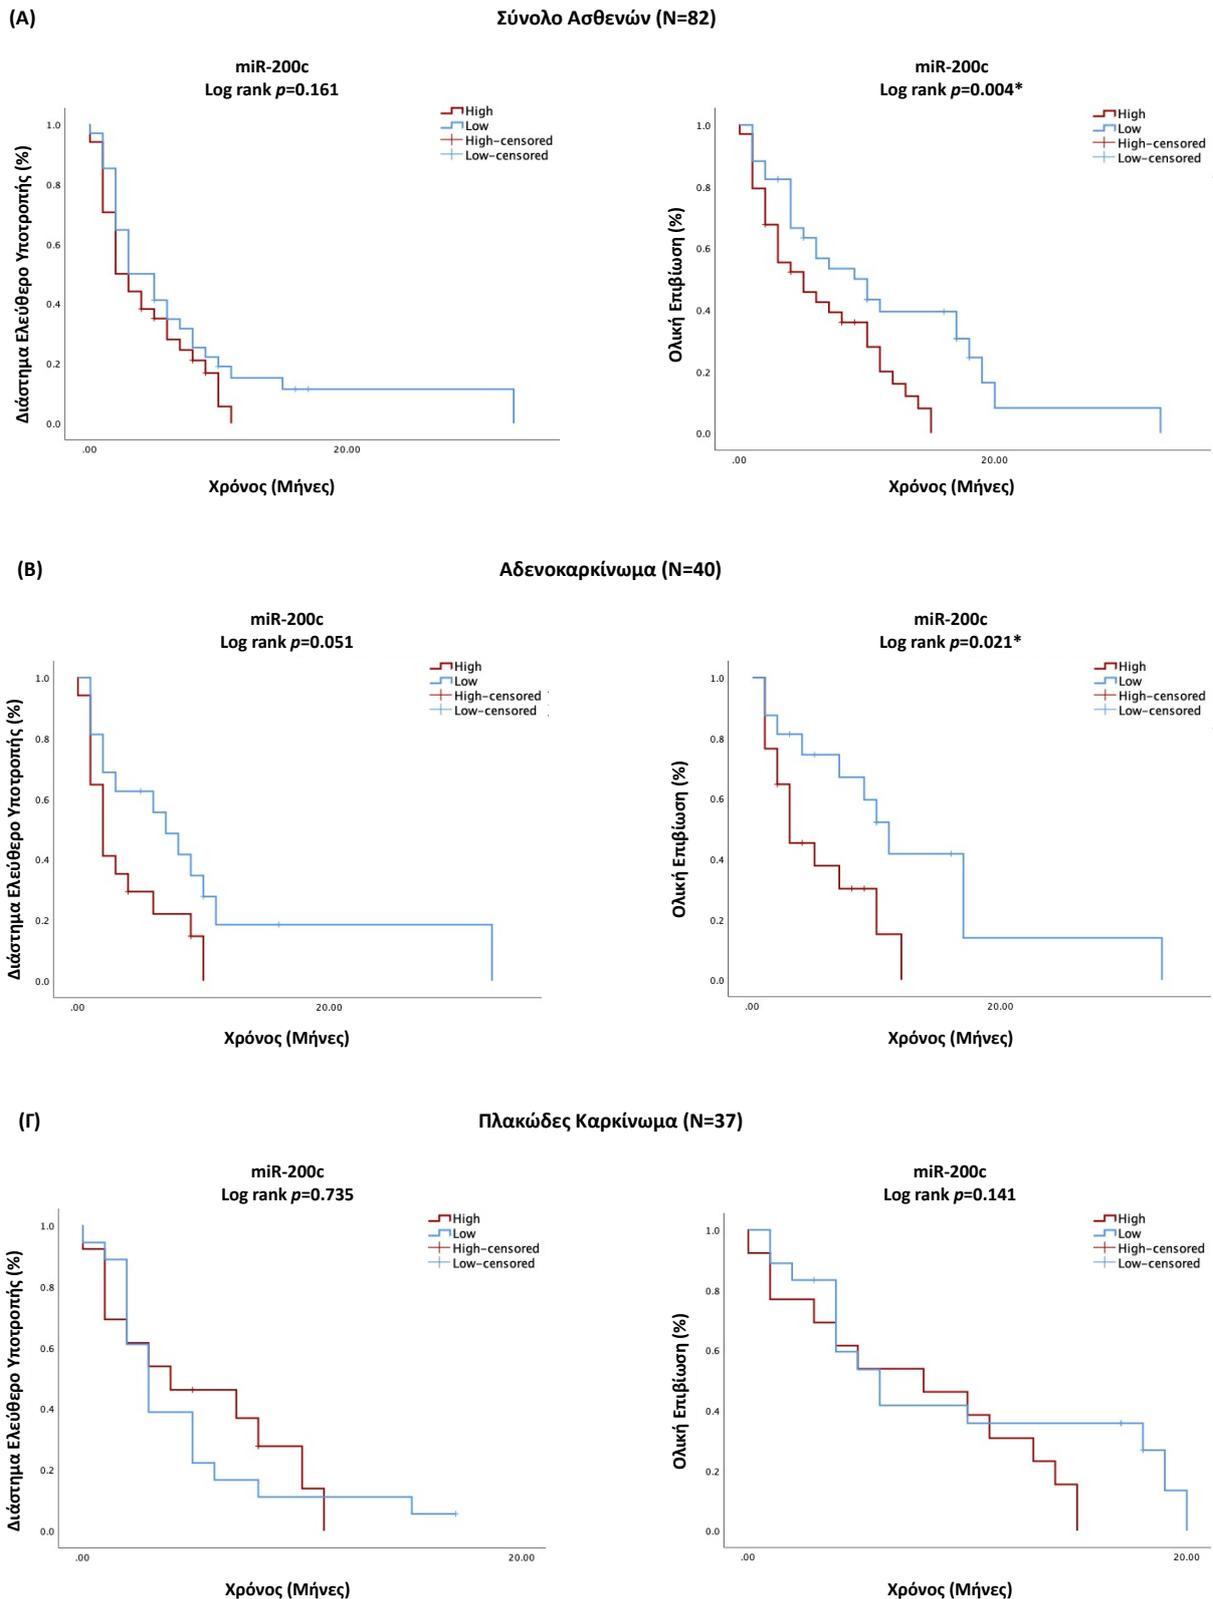 (Α)
Σύνολο Ασθενών (N=82)
miR-200c
Log rank p=0.161
High
Low
High-censored
Low-censored
Διάστημα Ελεύθερο Υποτροπής (%)
1.0
0.8
0.6
0.4
0.2
0.0
.00
20.00
Χρόνος (Μήνες)
miR-200c
Log rank p=0.004*
High
Low
High-censored
Low-censored
Ολική Επιβίωση (%)
1.0
0.8
0.6
0.4
0.2
0.0
.00
20.00
Χρόνος (Μήνες)
(Β)
Αδενοκαρκίνωμα (N=40)
miR-200c
Log rank p=0.051
High
Low
High-censored
Low-censored
Διάστημα Ελεύθερο Υποτροπής (%)
1.0
0.8
0.6
0.4
0.2
0.0
.00
20.00
Χρόνος (Μήνες)
miR-200c
Log rank p=0.021*
High
Low
High-censored
Low-censored
Ολική Επιβίωση (%)
1.0
0.8
0.6
0.4
0.2
0.0
.00
20.00
Χρόνος (Μήνες)
(Γ)
Πλακώδες Καρκίνωμα (N=37)
miR-200c
Log rank p=0.735
High
Low
High-censored
Low-censored
Διάστημα Ελεύθερο Υποτροπής (%)
1.0
0.8
0.6
0.4
0.2
0.0
.00
20.00
Χρόνος (Μήνες)
miR-200c
Log rank p=0.141
High
Low
High-censored
Low-censored
Ολική Επιβίωση (%)
1.0
0.8
0.6
0.4
0.2
0.0
.00
20.00
Χρόνος (Μήνες)